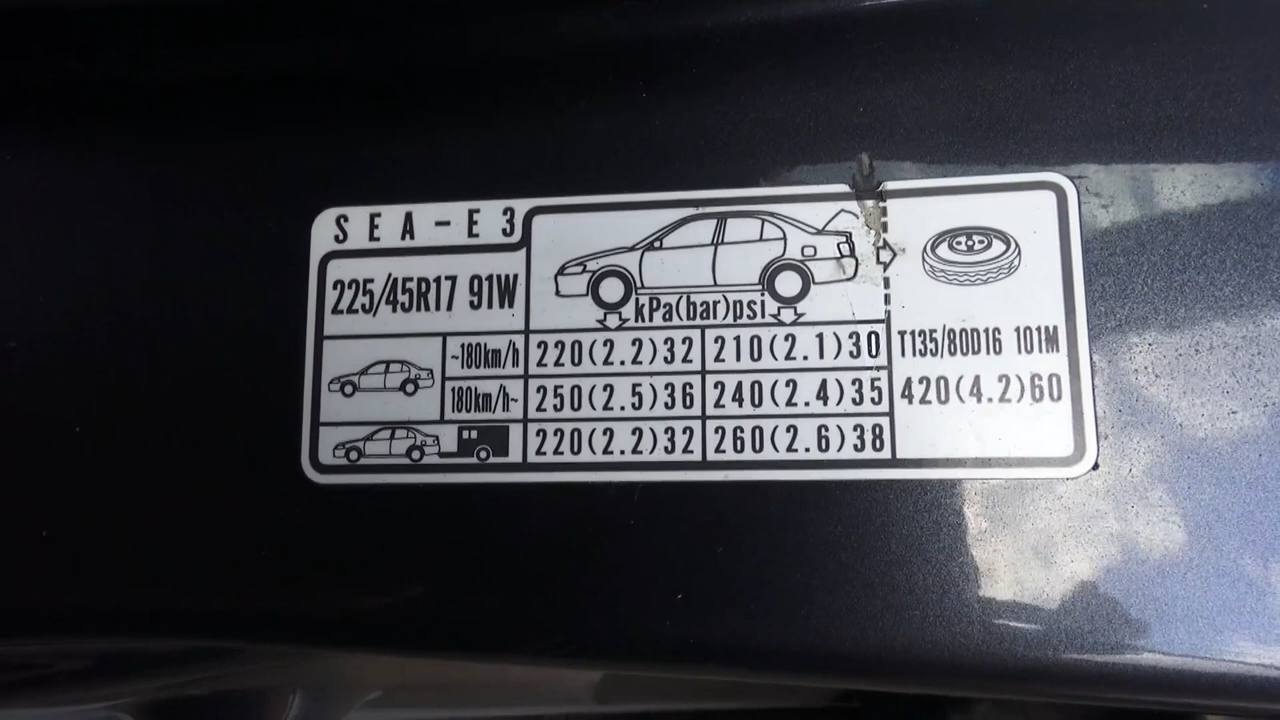 SEA-E3
225/45R17 91W
kPa(bar)psi
~180km/h 220(2.2)32 210(2.1)30
180km/h~ 250(2.5)36 240(2.4)35
220(2.2)32 260(2.6)38
T135/80D16 101M
420(4.2)60